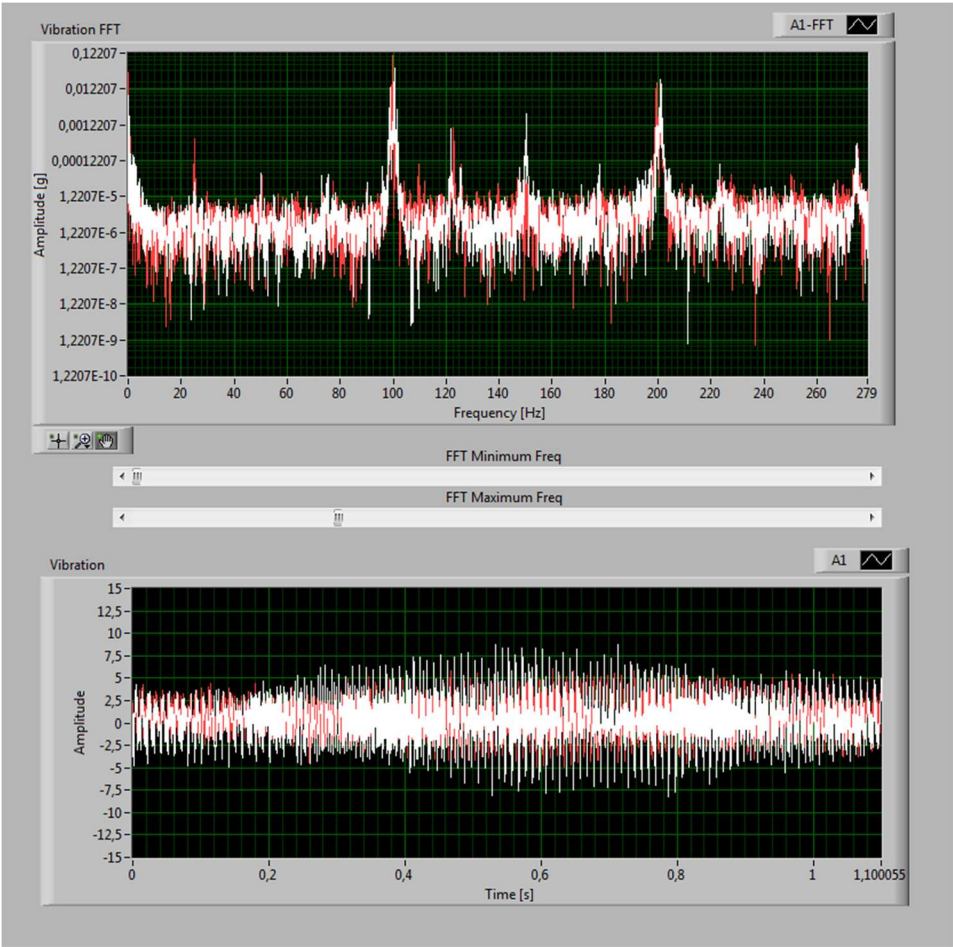 Vibration FFT
A1-FFT
0,12207
0,012207
0,0012207
0,00012207
1,2207E-5
1,2207E-6
1,2207E-7
1,2207E-8
1,2207E-9
1,2207E-10
Amplitude [g]
0 20 40 60 80 100 120 140 160 180 200 220 240 260 279
Frequency [Hz]
FFT Minimum Freq
FFT Maximum Freq
Vibration
A1
15
12,5
10
7,5
5
2,5
0
-2,5
-5
-7,5
-10
-12,5
-15
Amplitude
0 0,2 0,4 0,6 0,8 1 1,100055
Time [s]